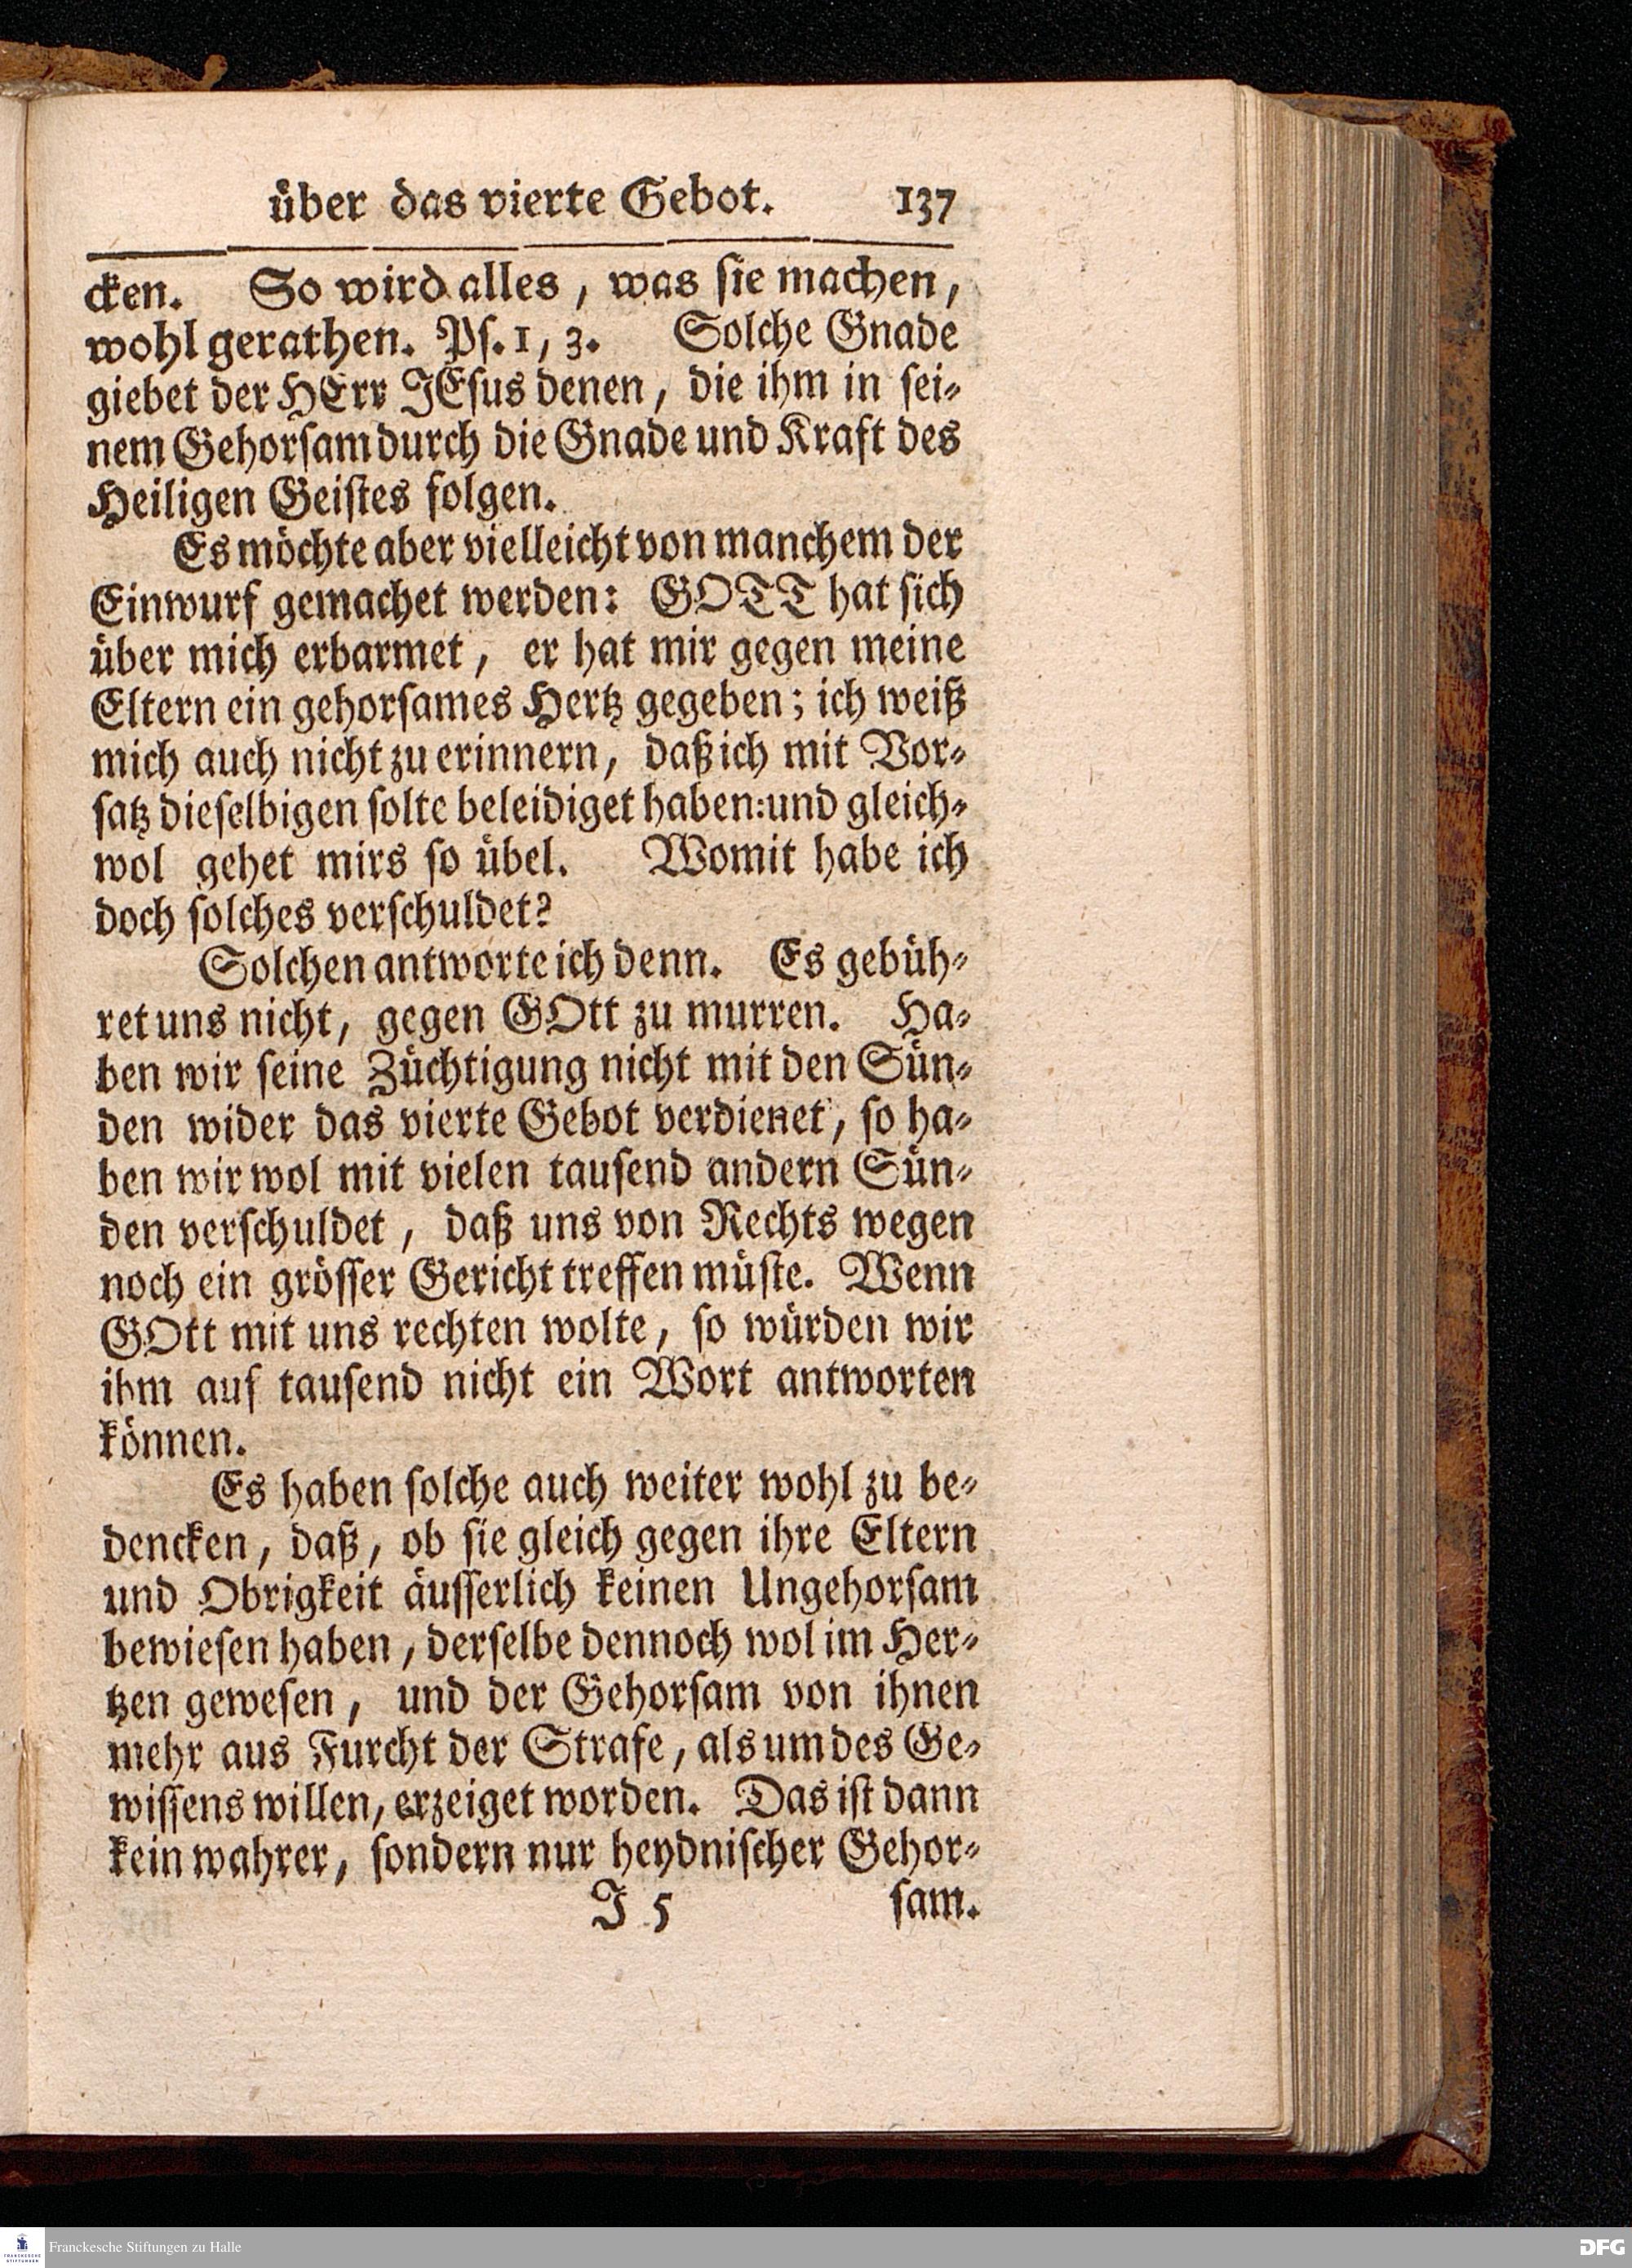 über das vierte Gebot. 137
cken. So wird alles, was ſie machen,
wohl gerathen. Pſ. 1, 3. Solche Gnade
giebet der HErr JEſus denen, die ihm in ſei⸗
nem Gehorſam durch die Gnade und Kraft des
Heiligen Geiſtes folgen.
Es möchte aber vielleicht von manchem der
Einwurf gemachet werden: GOTT hat ſich
über mich erbarmet, er hat mir gegen meine
Eltern ein gehorſames Hertz gegeben; ich weiß
mich auch nicht zu erinnern, daß ich mit Vor⸗
ſatz dieſelbigen ſolte beleidiget haben: und gleich⸗
wol gehet mirs ſo übel. Womit habe ich
doch ſolches verſchuldet?
Solchen antworte ich denn. Es gebüh⸗
ret uns nicht, gegen GOtt zu murren. Ha⸗
ben wir ſeine Züchtigung nicht mit den Sün⸗
den wider das vierte Gebot verdienet, ſo ha⸗
ben wir wol mit vielen tauſend andern Sün⸗
den verſchuldet, daß uns von Rechts wegen
noch ein gröſſer Gericht treffen müſte. Wenn
GOtt mit uns rechten wolte, ſo würden wir
ihm auf tauſend nicht ein Wort antworten
können.
Es haben ſolche auch weiter wohl zu be⸗
dencken, daß, ob ſie gleich gegen ihre Eltern
und Obrigkeit äuſſerlich keinen Ungehorſam
bewieſen haben, derſelbe dennoch wol im Her⸗
tzen geweſen, und der Gehorſam von ihnen
mehr aus Furcht der Strafe, als um des Ge⸗
wiſſens willen, erzeiget worden. Das iſt dann
kein wahrer, ſondern nur heydniſcher Gehor⸗
J 5 ſam.
FRANCKESCHE STIFTUNGEN
Franckesche Stiftungen zu Halle
DFG